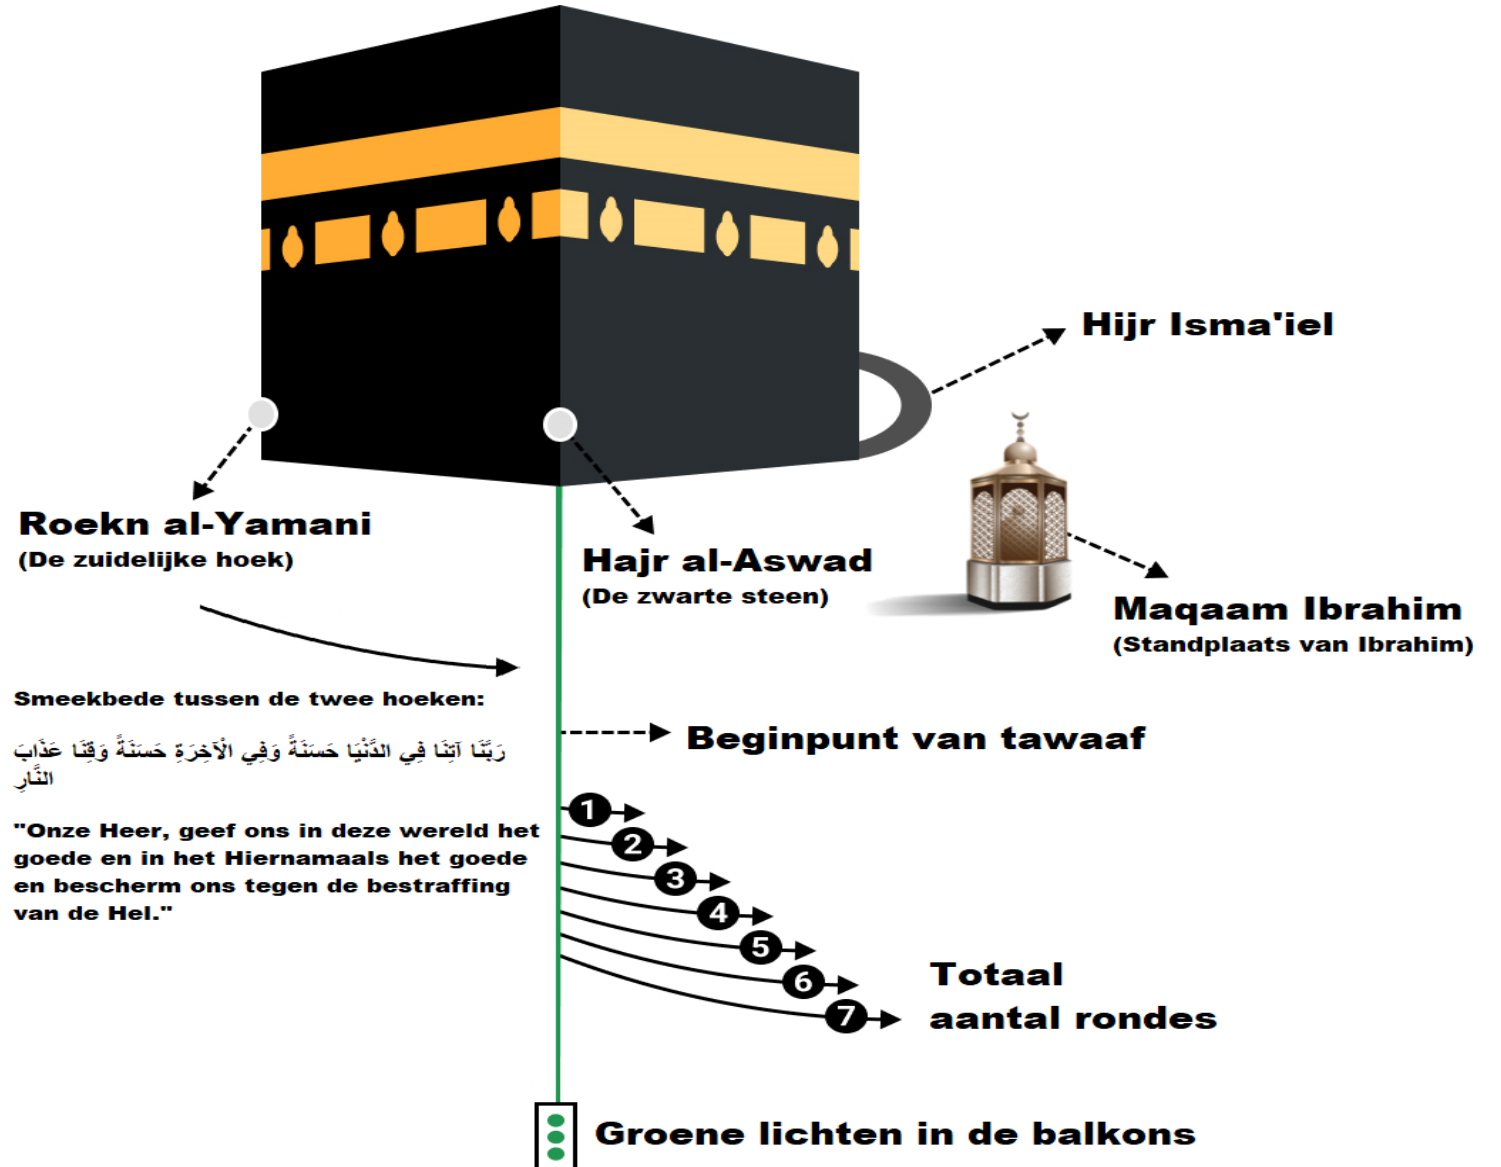 Hijr Isma'iel
Roekn al-Yamani
(De zuidelijke hoek)
Hajr al-Aswad
(De zwarte steen)
Maqaam Ibrahim
(Standplaats van Ibrahim)
Smeekbede tussen de twee hoeken:
رَبَّنَا آتِنَا فِي الدُّنْيَا حَسَنَةً وَفِي الْآخِرَةِ حَسَنَةً وَقِنَا عَذَابَ
النَّارِ
"Onze Heer, geef ons in deze wereld het
goede en in het Hiernamaals het goede
en bescherm ons tegen de bestraffing
van de Hel."
Beginpunt van tawaaf
1
2
3
4
5
6
7
Totaal
aantal rondes
Groene lichten in de balkons